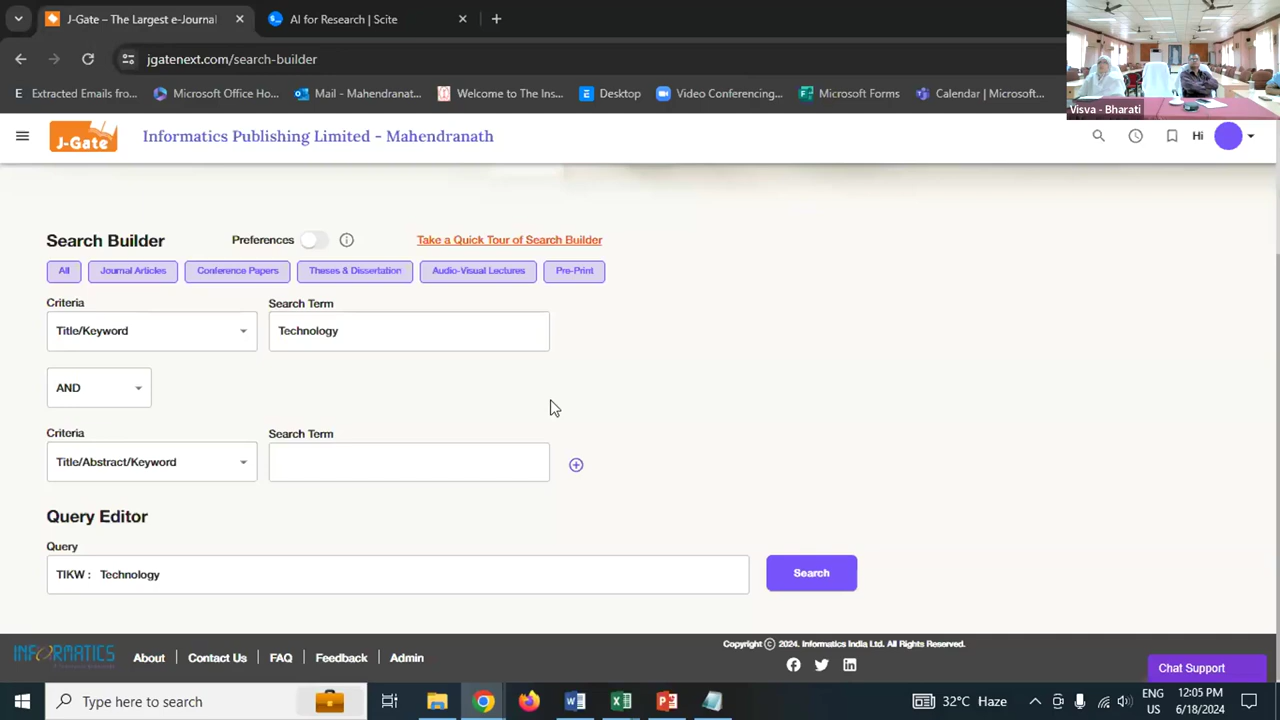 J-Gate – The Largest e-Journal
AI for Research | Scite
jgatenext.com/search-builder
Extracted Emails fro...
Microsoft Office Ho...
Mail - Mahendranat...
Welcome to The Ins...
Desktop
Video Conferencing...
Microsoft Forms
Calendar | Microsoft...
Visva - Bharati
J-Gate
Informatics Publishing Limited - Mahendranath
Hi
Search Builder
Preferences
Take a Quick Tour of Search Builder
All
Journal Articles
Conference Papers
Theses & Dissertation
Audio-Visual Lectures
Pre-Print
Criteria
Search Term
Title/Keyword
Technology
AND
Criteria
Search Term
Title/Abstract/Keyword
Query Editor
Query
TIKW : Technology
Search
INFORMATICS
About
Contact Us
FAQ
Feedback
Admin
Copyright © 2024. Informatics India Ltd. All Rights Reserved.
Chat Support
Type here to search
32°C Haze
ENG
US
12:05 PM
6/18/2024